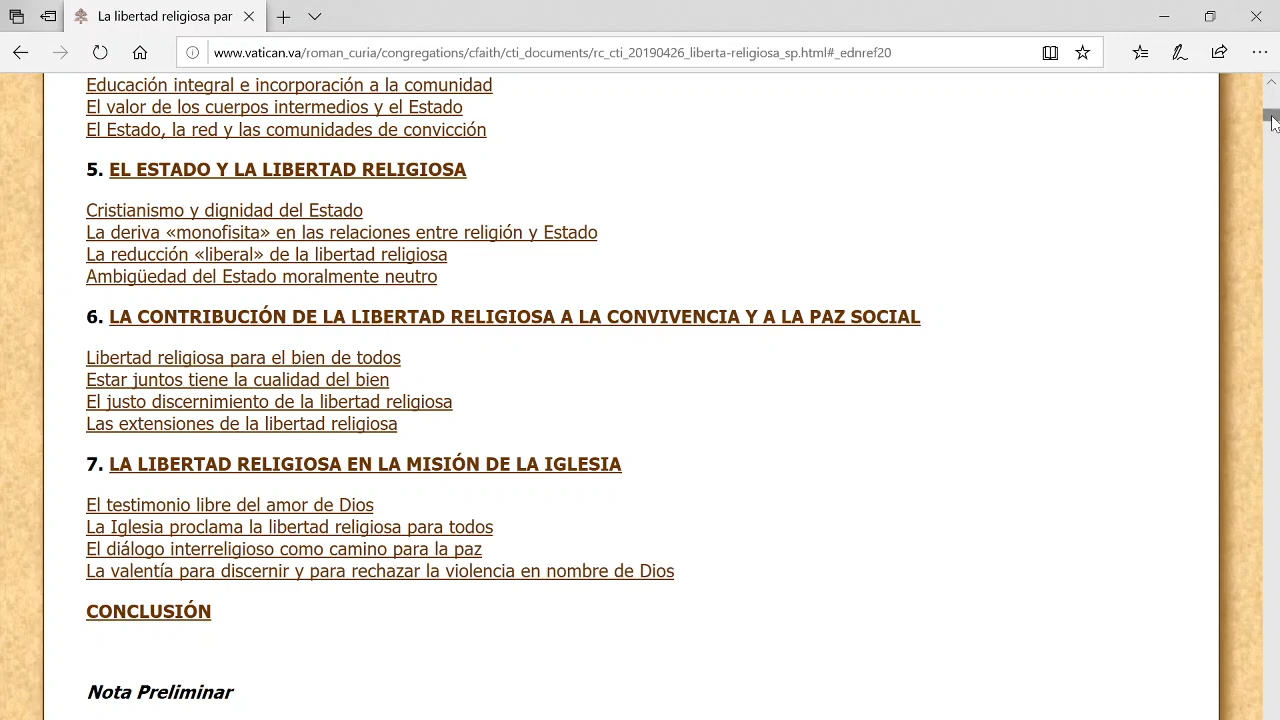 La libertad religiosa par
www.vatican.va/roman_curia/congregations/cfaith/cti_documents/rc_cti_20190426_liberta-religiosa_sp.html#_ednref20
Educación integral e incorporación a la comunidad
El valor de los cuerpos intermedios y el Estado
El Estado, la red y las comunidades de convicción
5. EL ESTADO Y LA LIBERTAD RELIGIOSA
Cristianismo y dignidad del Estado
La deriva «monofisita» en las relaciones entre religión y Estado
La reducción «liberal» de la libertad religiosa
Ambigüedad del Estado moralmente neutro
6. LA CONTRIBUCIÓN DE LA LIBERTAD RELIGIOSA A LA CONVIVENCIA Y A LA PAZ SOCIAL
Libertad religiosa para el bien de todos
Estar juntos tiene la cualidad del bien
El justo discernimiento de la libertad religiosa
Las extensiones de la libertad religiosa
7. LA LIBERTAD RELIGIOSA EN LA MISIÓN DE LA IGLESIA
El testimonio libre del amor de Dios
La Iglesia proclama la libertad religiosa para todos
El diálogo interreligioso como camino para la paz
La valentía para discernir y para rechazar la violencia en nombre de Dios
CONCLUSIÓN
Nota Preliminar